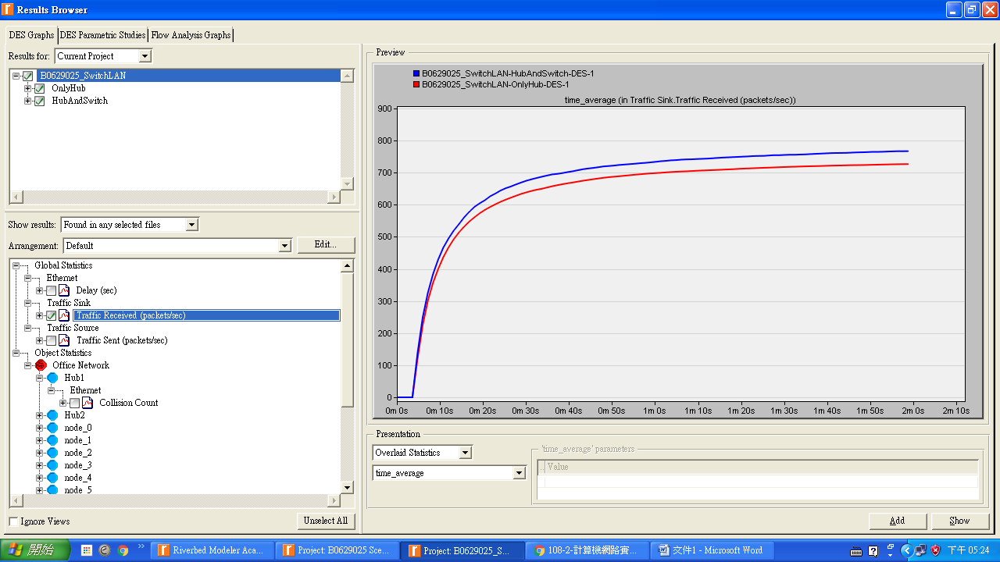 Results Browser
DES Graphs DES Parametric Studies Flow Analysis Graphs
Results for: Current Project
B0629025_SwitchLAN
OnlyHub
HubAndSwitch
Show results: Found in any selected files
Arrangement: Default Edit...
Global Statistics
Ethernet
Delay (sec)
Traffic Sink
Traffic Received (packets/sec)
Traffic Source
Traffic Sent (packets/sec)
Object Statistics
Office Network
Hub1
Ethernet
Collision Count
Hub2
node_0
node_1
node_2
node_3
node_4
node_5
Ignore Views Unselect All
Preview
B0629025_SwitchLAN-HubAndSwitch-DES-1
B0629025_SwitchLAN-OnlyHub-DES-1
time_average (in Traffic Sink.Traffic Received (packets/sec))
900
800
700
600
500
400
300
200
100
0
0m 0s 0m 10s 0m 20s 0m 30s 0m 40s 0m 50s 1m 0s 1m 10s 1m 20s 1m 30s 1m 40s 1m 50s 2m 0s 2m 10s
Presentation
Overlaid Statistics
time_average
'time_average' parameters
... Value
Add Show
開始 Riverbed Modeler Aca... Project: B0629025 Sce... Project: B0629025_S... 108-2-計算機網路實... 文件1 - Microsoft Word 下午 05:24